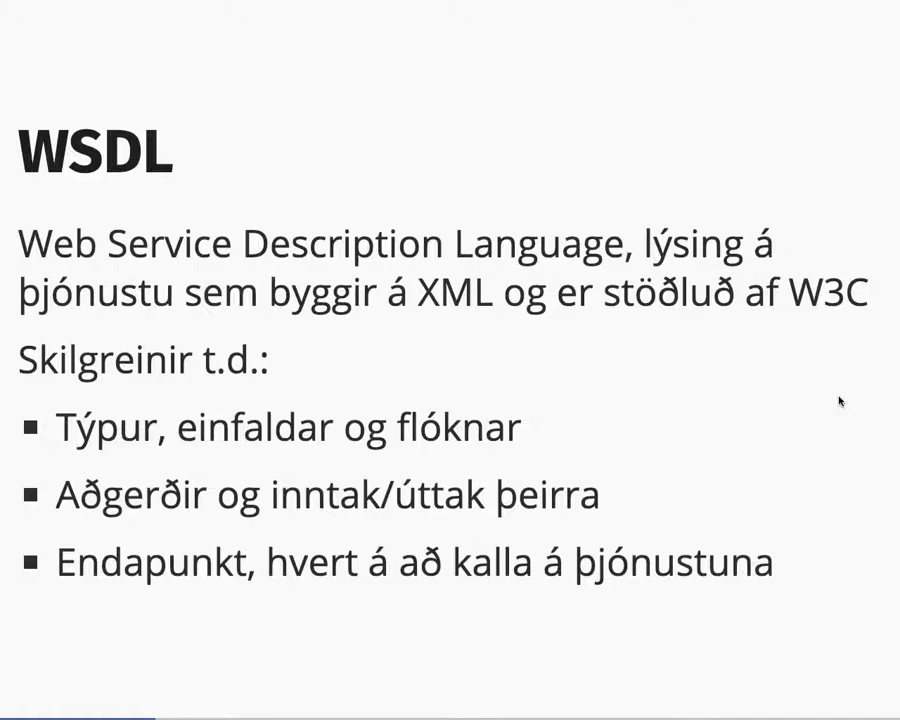 WSDL
Web Service Description Language, lýsing á
þjónustu sem byggir á XML og er stöðluð af W3C
Skilgreinir t.d.:
▪ Týpur, einfaldar og flóknar
▪ Aðgerðir og inntak/úttak þeirra
▪ Endapunkt, hvert á að kalla á þjónustuna